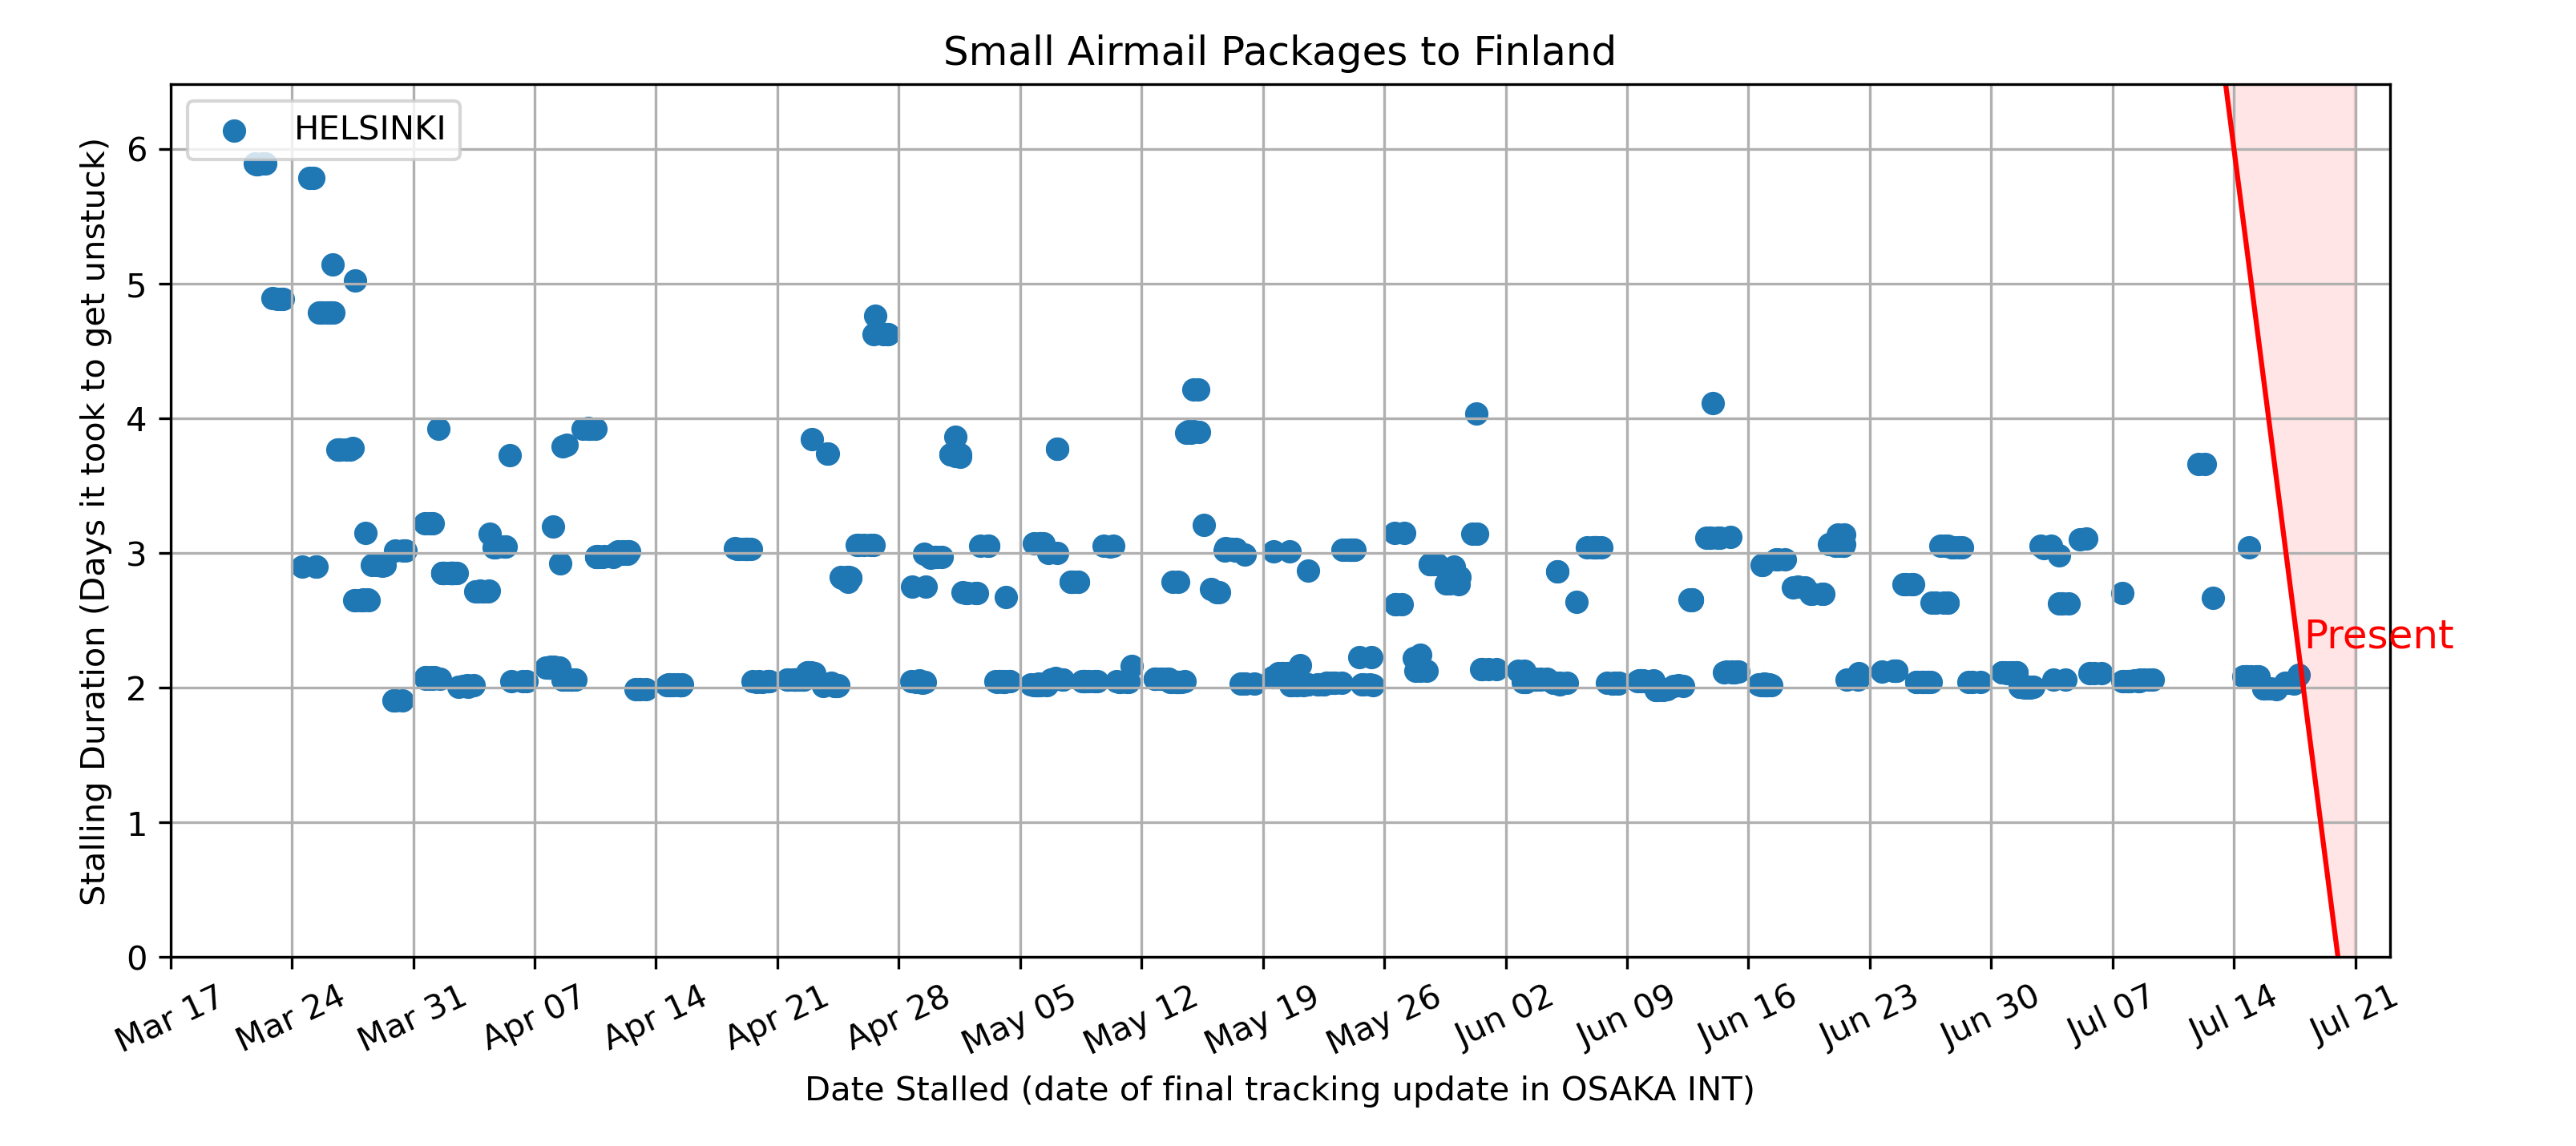 Small Airmail Packages to Finland
HELSINKI
Stalling Duration (Days it took to get unstuck)
6
5
4
3
2
1
0
Present
Mar 17
Mar 24
Mar 31
Apr 07
Apr 14
Apr 21
Apr 28
May 05
May 12
May 19
May 26
Jun 02
Jun 09
Jun 16
Jun 23
Jun 30
Jul 07
Jul 14
Jul 21
Date Stalled (date of final tracking update in OSAKA INT)